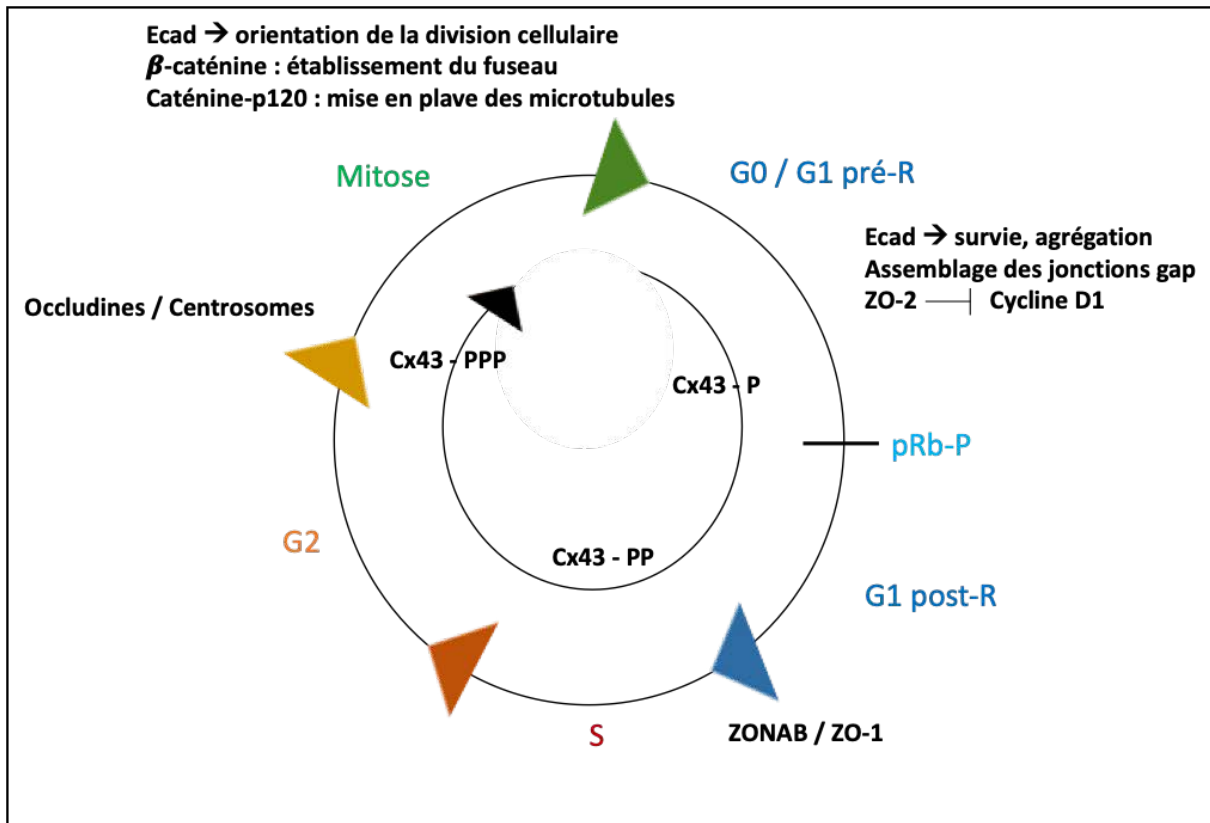 Ecad → orientation de la division cellulaire
β-caténine : établissement du fuseau
Caténine-p120 : mise en plave des microtubules
Mitose
G0 / G1 pré-R
Ecad → survie, agrégation
Assemblage des jonctions gap
ZO-2 ⊣ Cycline D1
Occludines / Centrosomes
Cx43 - PPP
Cx43 - P
pRb-P
G2
Cx43 - PP
G1 post-R
S
ZONAB / ZO-1